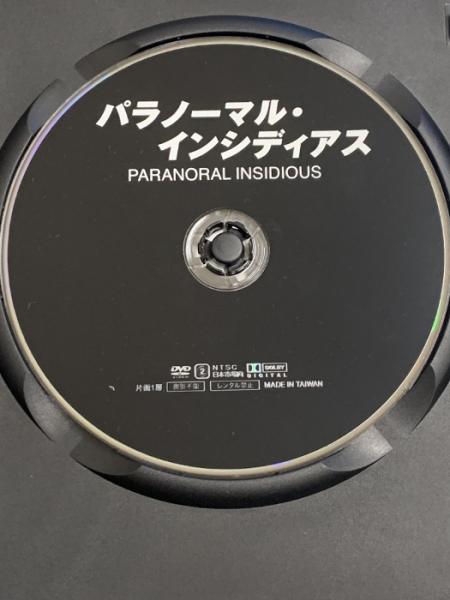 パラノーマル・
インシディアス
PARANORAL INSIDIOUS
DVD 2 NTSC 日本市場向 DOLBY DIGITAL
片面1層 複製不能 レンタル禁止 MADE IN TAIWAN